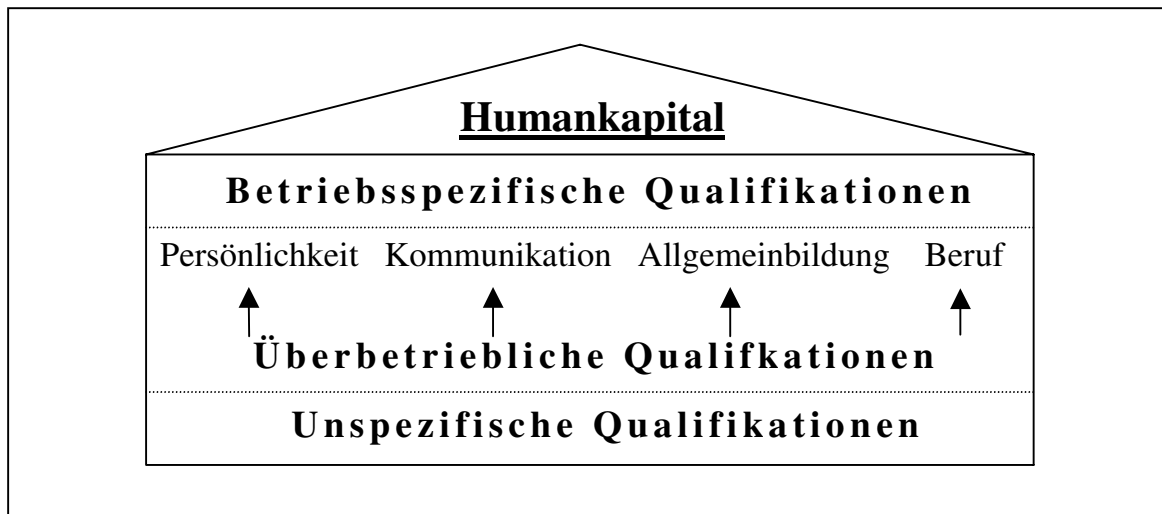 Humankapital
Betriebsspezifische Qualifikationen
Persönlichkeit Kommunikation Allgemeinbildung Beruf
Überbetriebliche Qualifkationen
Unspezifische Qualifikationen